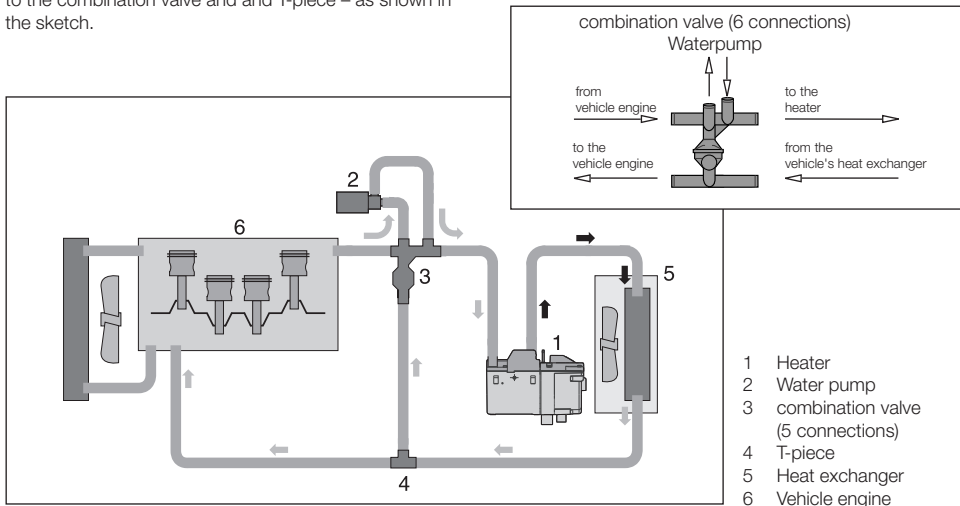 to the combination valve and and T-piece – as shown in
the sketch.
combination valve (6 connections)
Waterpump
from
vehicle engine
to the
heater
to the
vehicle engine
from the
vehicle's heat exchanger
2
6
3
5
1
4
1 Heater
2 Water pump
3 combination valve
(5 connections)
4 T-piece
5 Heat exchanger
6 Vehicle engine